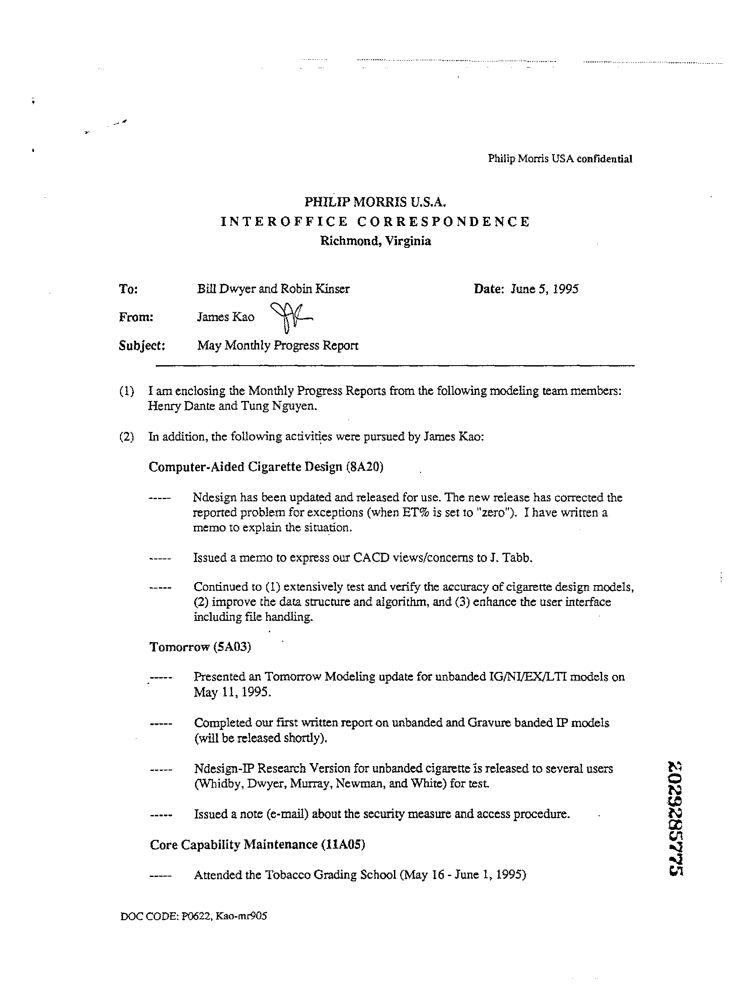 Philip Morris USA confidential
PHILIP MORRIS U.S.A.
INTEROFFICE CORRESPONDENCE
Richmond, Virginia
To: Bill Dwyer and Robin Kinser Date: June 5, 1995
From: James Kao
Subject: May Monthly Progress Report
(1) I am enclosing the Monthly Progress Reports from the following modeling team members:
Henry Dante and Tung Nguyen.
(2) In addition, the following activities were pursued by James Kao:
Computer-Aided Cigarette Design (8A20)
----- Ndesign has been updated and released for use. The new release has corrected the
reported problem for exceptions (when ET% is set to "zero"). I have written a
memo to explain the situation.
----- Issued a memo to express our CACD views/concerns to J. Tabb.
----- Continued to (1) extensively test and verify the accuracy of cigarette design models,
(2) improve the data structure and algorithm, and (3) enhance the user interface
including file handling.
Tomorrow (5A03)
----- Presented an Tomorrow Modeling update for unbanded IG/NI/EX/LTI models on
May 11, 1995.
----- Completed our first written report on unbanded and Gravure banded IP models
(will be released shortly).
----- Ndesign-IP Research Version for unbanded cigarette is released to several users
(Whidby, Dwyer, Murray, Newman, and White) for test.
----- Issued a note (e-mail) about the security measure and access procedure.
Core Capability Maintenance (11A05)
----- Attended the Tobacco Grading School (May 16 - June 1, 1995)
DOC CODE: P0622, Kao-mr905
2029285775